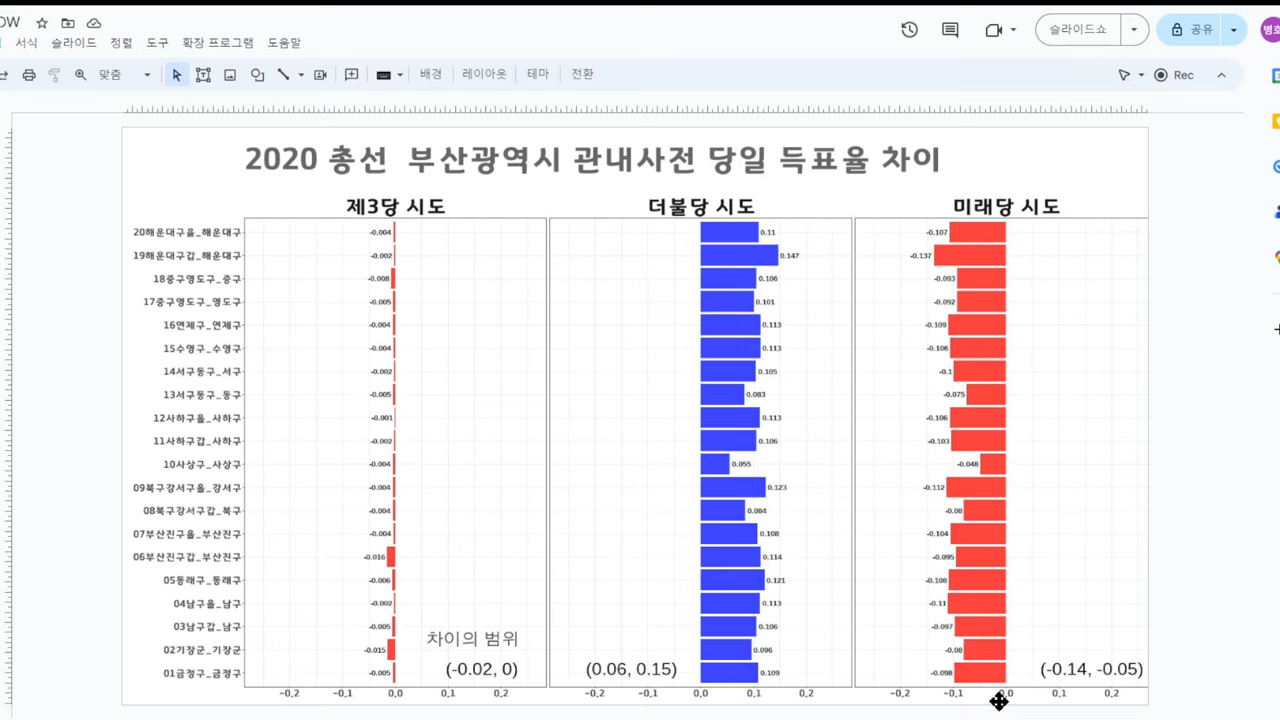 OW
서식 슬라이드 정렬 도구 확장 프로그램 도움말
슬라이드쇼
공유
병호
맞춤
배경 레이아웃 테마 전환
Rec
2020 총선 부산광역시 관내사전 당일 득표율 차이
제3당 시도 더불당 시도 미래당 시도
20해운대구을_해운대구 -0.004 0.11 -0.107
19해운대구갑_해운대구 -0.002 0.147 -0.137
18중구영도구_중구 -0.008 0.106 -0.093
17중구영도구_영도구 -0.005 0.101 -0.092
16연제구_연제구 -0.004 0.113 -0.109
15수영구_수영구 -0.004 0.113 -0.106
14서구동구_서구 -0.002 0.105 -0.1
13서구동구_동구 -0.005 0.083 -0.075
12사하구을_사하구 -0.001 0.113 -0.106
11사하구갑_사하구 -0.002 0.106 -0.103
10사상구_사상구 -0.004 0.055 -0.048
09북구강서구을_강서구 -0.004 0.123 -0.112
08북구강서구갑_북구 -0.004 0.084 -0.08
07부산진구을_부산진구 -0.004 0.108 -0.104
06부산진구갑_부산진구 -0.016 0.114 -0.095
05동래구_동래구 -0.006 0.121 -0.108
04남구을_남구 -0.002 0.113 -0.11
03남구갑_남구 -0.005 0.106 -0.097
02기장군_기장군 -0.015 0.096 -0.08
01금정구_금정구 -0.005 0.109 -0.098
차이의 범위
(-0.02, 0) (0.06, 0.15) (-0.14, -0.05)
-0,2 -0,1 0,0 0,1 0,2 -0,2 -0,1 0,0 0,1 0,2 -0,2 -0,1 0,0 0,1 0,2